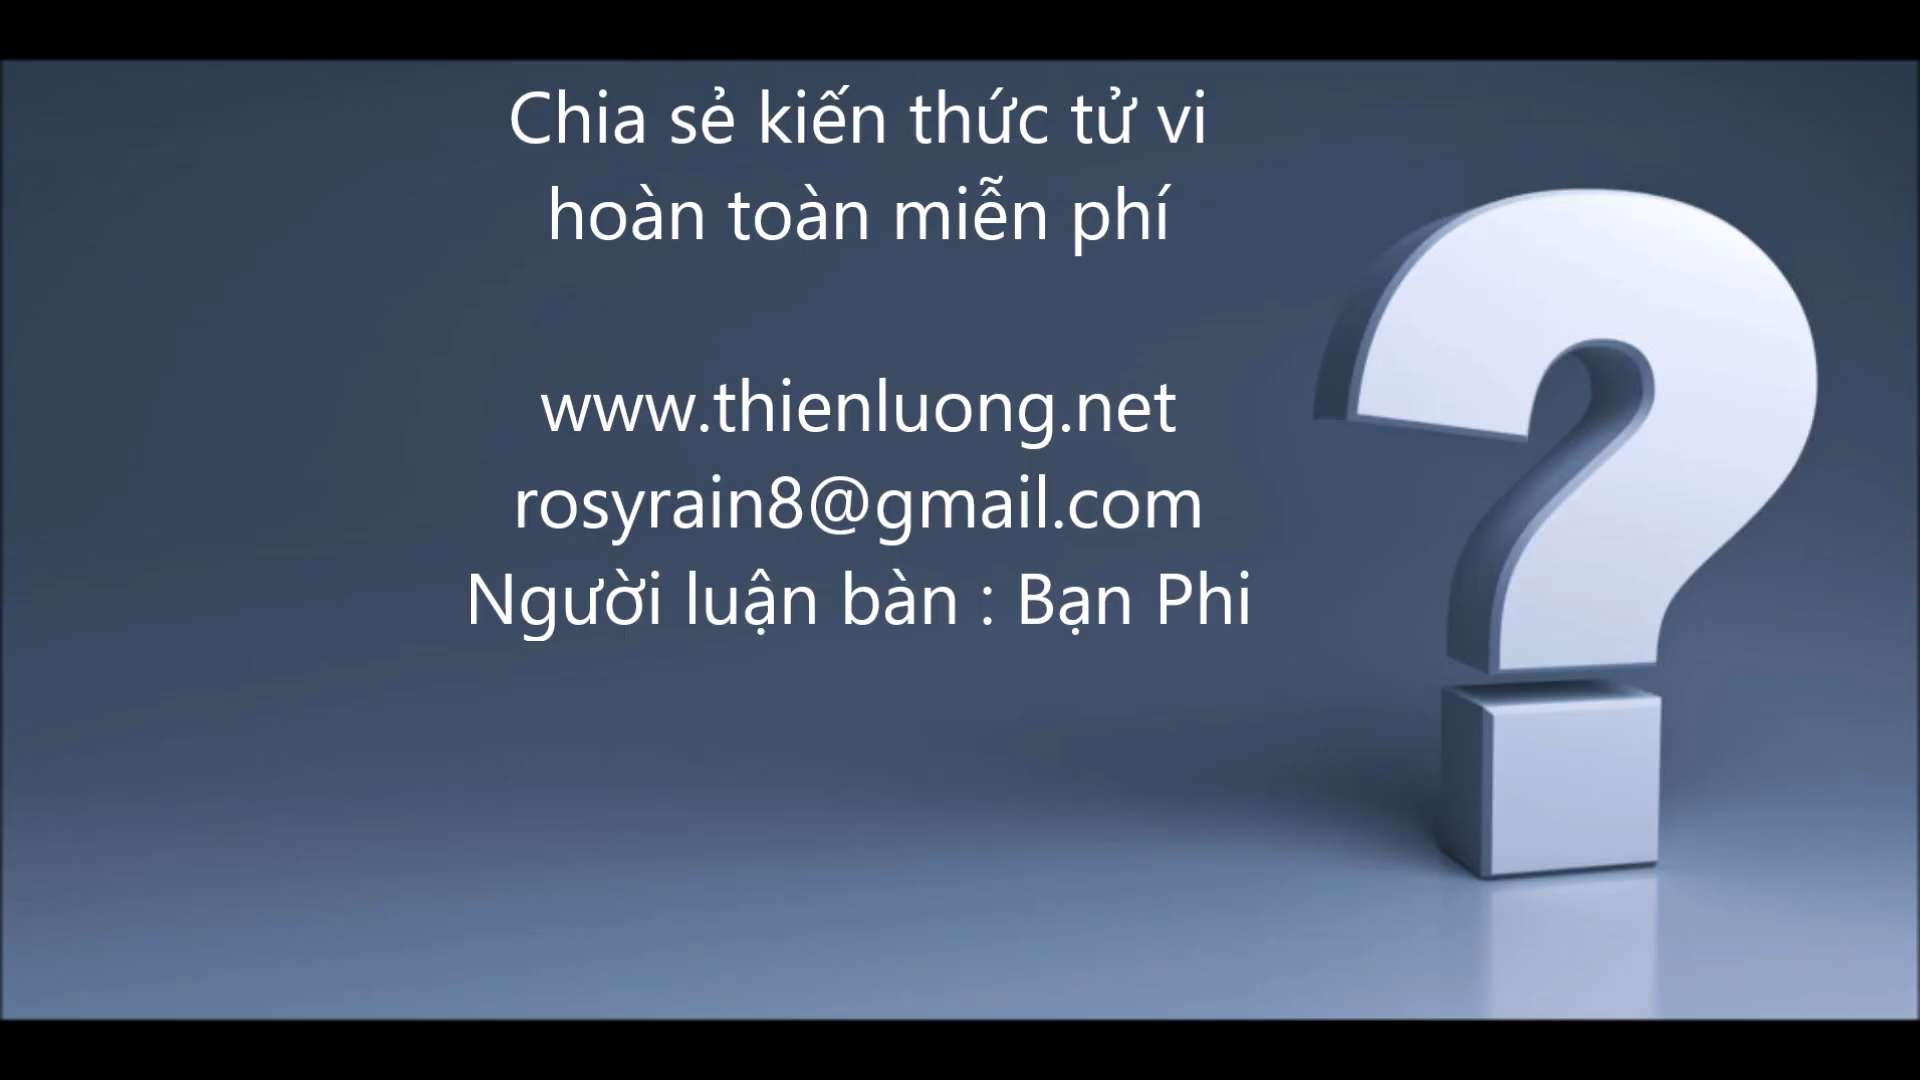 Chia sẻ kiến thức tử vi
hoàn toàn miễn phí
www.thienluong.net
rosyrain8@gmail.com
Người luận bàn : Bạn Phi
?